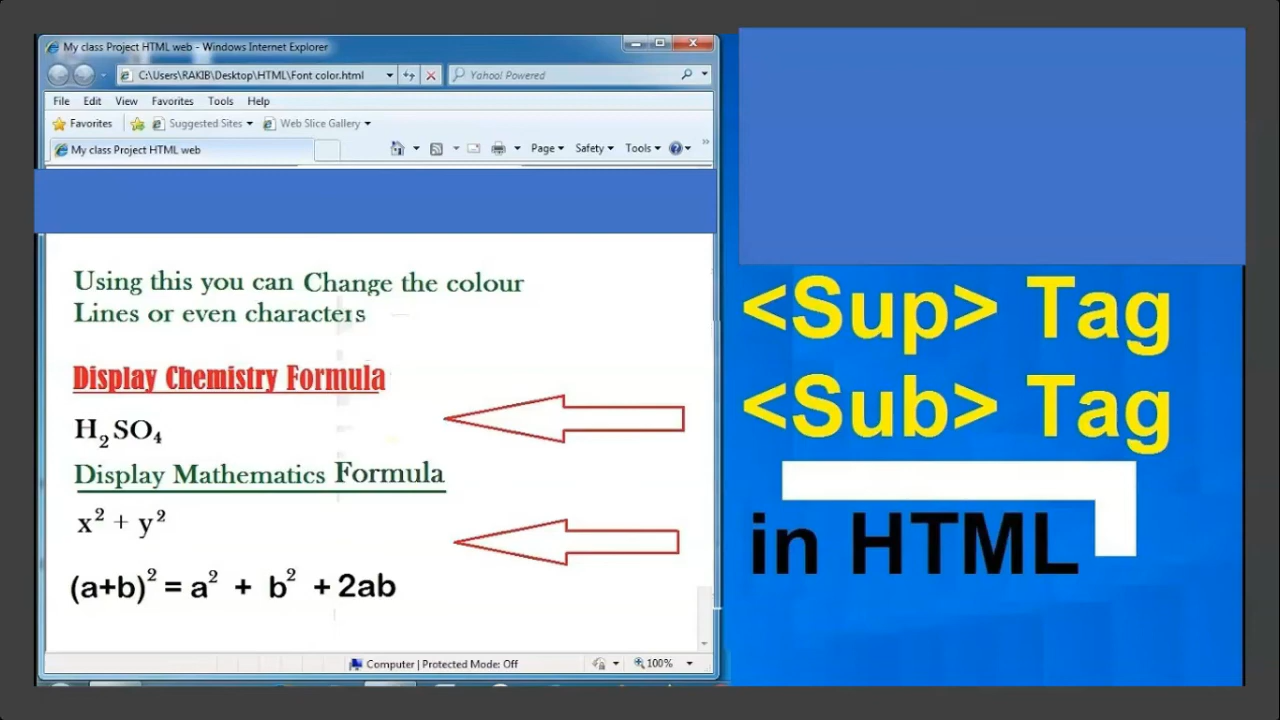 My class Project HTML web - Windows Internet Explorer
C:\Users\RAKIB\Desktop\HTML\Font color.html
Yahoo! Powered
File Edit View Favorites Tools Help
Favorites Suggested Sites Web Slice Gallery
My class Project HTML web Page Safety Tools
Using this you can Change the colour
Lines or even characters
Display Chemistry Formula
H₂SO₄
Display Mathematics Formula
x² + y²
(a+b)² = a² + b² + 2ab
Computer | Protected Mode: Off 100%
<Sup> Tag
<Sub> Tag
in HTML